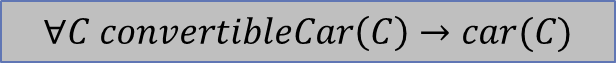 ∀C convertibleCar(C) → car(C)